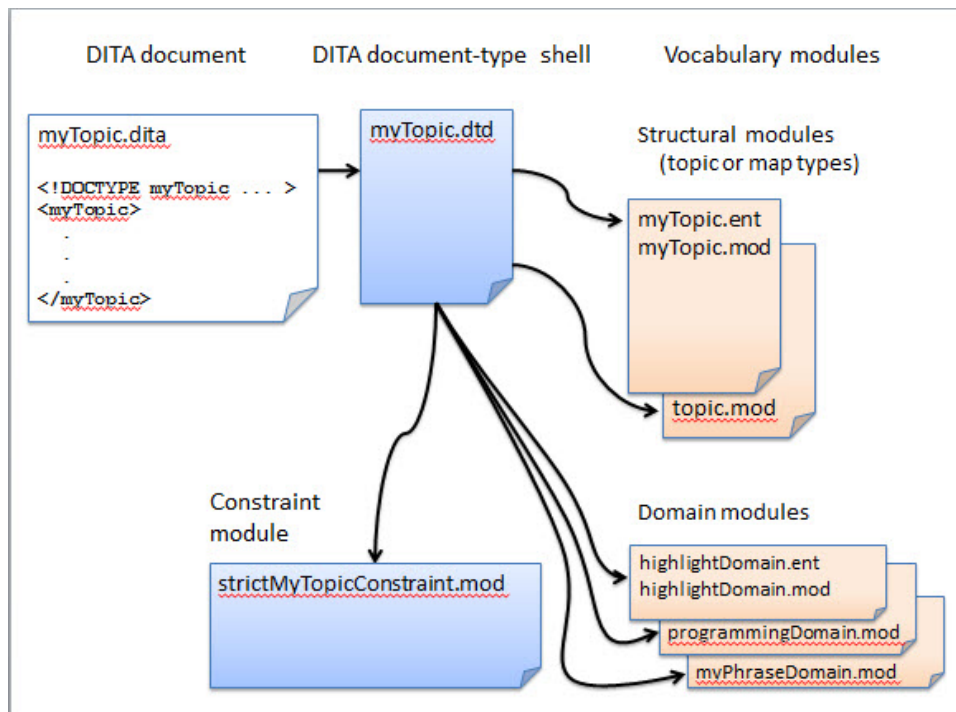 DITA document
DITA document-type shell
Vocabulary modules
myTopic.dita
<!DOCTYPE myTopic ... >
<myTopic>
.
.
.
</myTopic>
myTopic.dtd
Structural modules
(topic or map types)
myTopic.ent
myTopic.mod
topic.mod
Constraint
module
strictMyTopicConstraint.mod
Domain modules
highlightDomain.ent
highlightDomain.mod
programmingDomain.mod
myPhraseDomain.mod